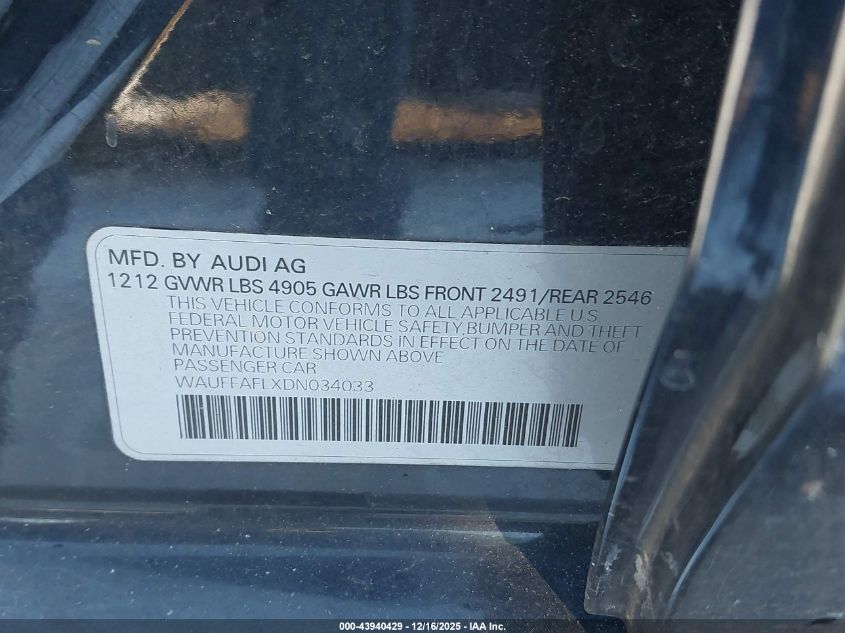 MFD. BY AUDI AG
1212 GVWR LBS 4905 GAWR LBS FRONT 2491/REAR 2546
THIS VEHICLE CONFORMS TO ALL APPLICABLE U S
FEDERAL MOTOR VEHICLE SAFETY,BUMPER AND THEFT
PREVENTION STANDARDS IN EFFECT ON THE DATE OF
MANUFACTURE SHOWN ABOVE
PASSENGER CAR
WAUFFAFLXDN034033
000-43940429 - 12/16/2025 - IAA Inc.